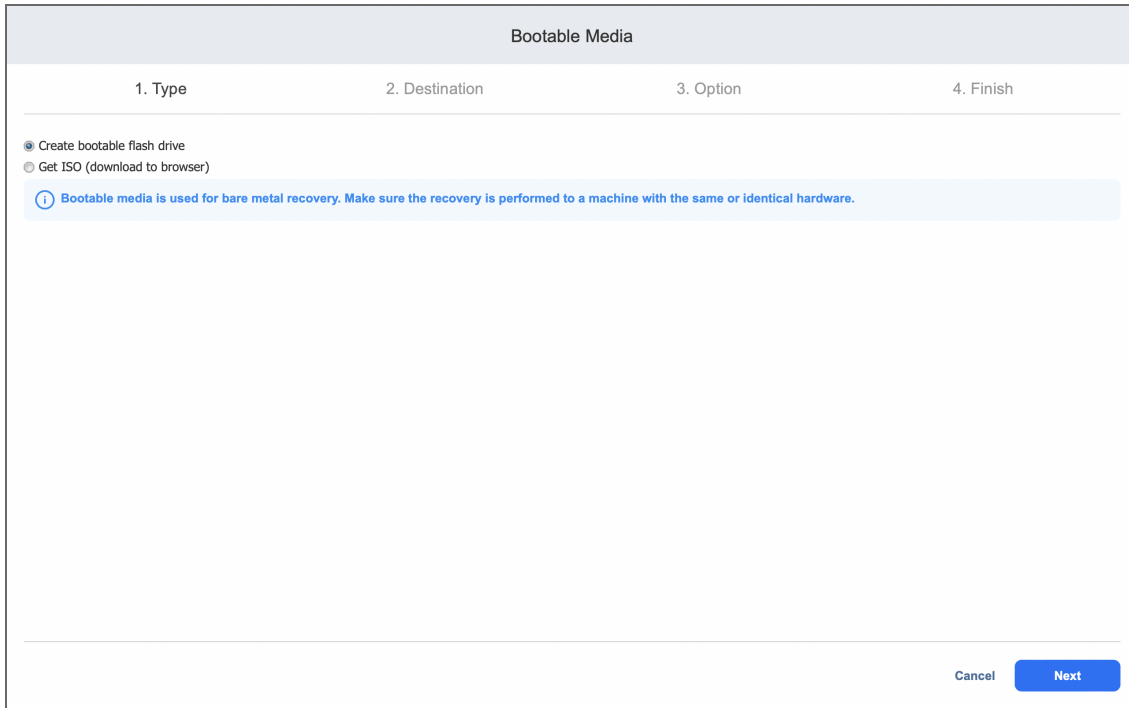 Bootable Media
1. Type
2. Destination
3. Option
4. Finish
Create bootable flash drive
Get ISO (download to browser)
Bootable media is used for bare metal recovery. Make sure the recovery is performed to a machine with the same or identical hardware.
Cancel
Next